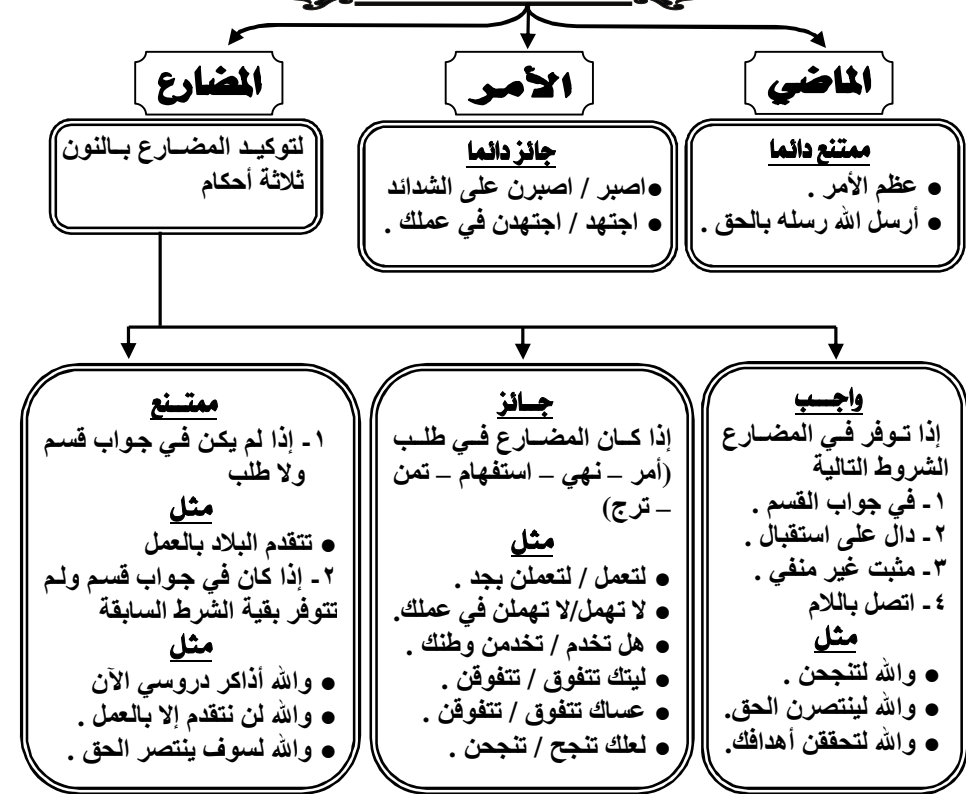 الماضي
ممتنع دائما
● عظم الأمر .
● أرسل الله رسله بالحق .
الأمر
جائز دائما
● اصبر / اصبرن على الشدائد
● اجتهد / اجتهدن في عملك .
المضارع
لتوكيد المضارع بالنون
ثلاثة أحكام
واجب
إذا توفر في المضارع
الشروط التالية
١- في جواب القسم .
٢- دال على استقبال .
٣- مثبت غير منفي .
٤- اتصل باللام
مثل
● والله لتنجحن .
● والله لينتصرن الحق.
● والله لتحققن أهدافك.
جائز
إذا كان المضارع في طلب
(أمر – نهي – استفهام – تمن
– ترج)
مثل
● لتعمل / لتعملن بجد .
● لا تهمل/لا تهملن في عملك.
● هل تخدم / تخدمن وطنك .
● ليتك تتفوق / تتفوقن .
● عساك تتفوق / تتفوقن .
● لعلك تنجح / تنجحن .
ممتنع
١- إذا لم يكن في جواب قسم
ولا طلب
مثل
● تتقدم البلاد بالعمل
٢- إذا كان في جواب قسم ولم
تتوفر بقية الشرط السابقة
مثل
● والله أذاكر دروسي الآن
● والله لن نتقدم إلا بالعمل .
● والله لسوف ينتصر الحق .